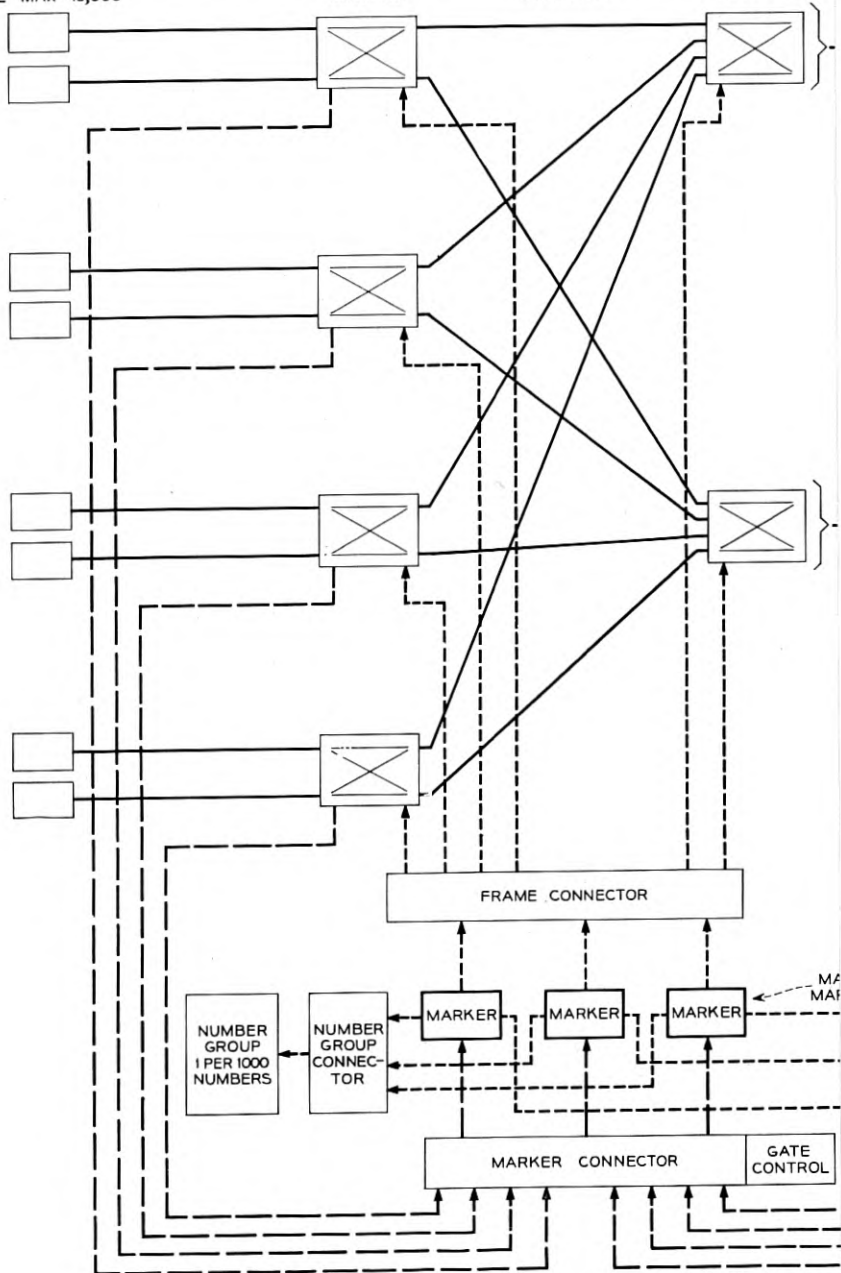 FRAME CONNECTOR
MARKER
MARKER
MARKER
NUMBER
GROUP
1 PER 1000
NUMBERS
NUMBER
GROUP
CONNEC-
TOR
MARKER CONNECTOR
GATE
CONTROL